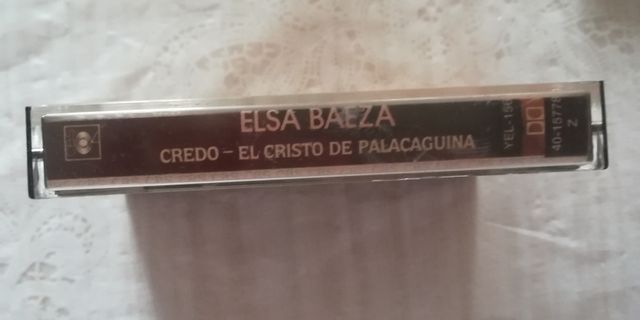 ELSA BAEZA
CREDO - EL CRISTO DE PALACAGUINA
Z